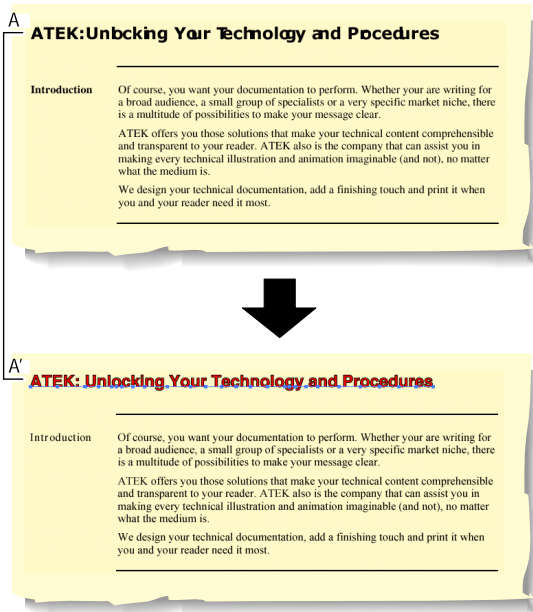 A
ATEK: Unlocking Your Technology and Procedures
Introduction
Of course, you want your documentation to perform. Whether your are writing for
a broad audience, a small group of specialists or a very specific market niche, there
is a multitude of possibilities to make your message clear.
ATEK offers you those solutions that make your technical content comprehensible
and transparent to your reader. ATEK also is the company that can assist you in
making every technical illustration and animation imaginable (and not), no matter
what the medium is.
We design your technical documentation, add a finishing touch and print it when
you and your reader need it most.
A'
ATEK: Unlocking Your Technology and Procedures
Introduction
Of course, you want your documentation to perform. Whether your are writing for
a broad audience, a small group of specialists or a very specific market niche, there
is a multitude of possibilities to make your message clear.
ATEK offers you those solutions that make your technical content comprehensible
and transparent to your reader. ATEK also is the company that can assist you in
making every technical illustration and animation imaginable (and not), no matter
what the medium is.
We design your technical documentation, add a finishing touch and print it when
you and your reader need it most.